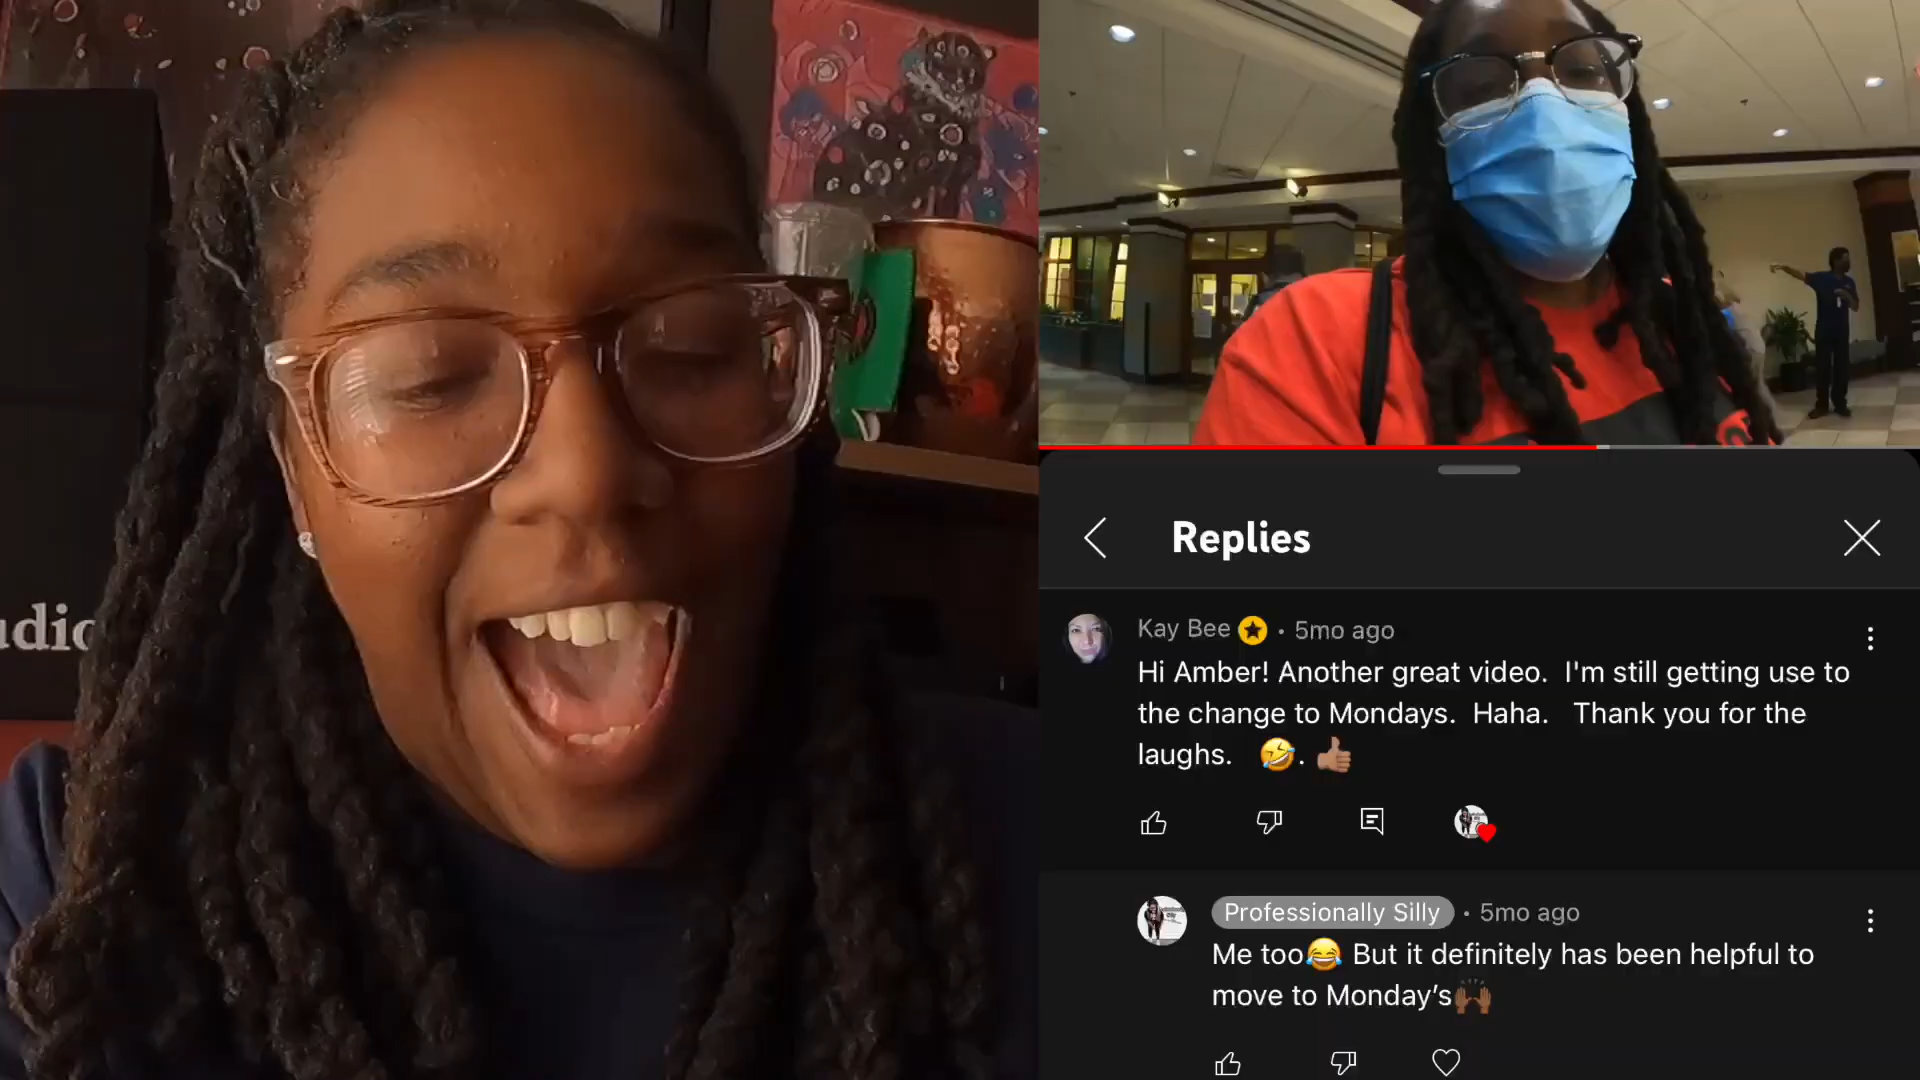 Replies
Kay Bee • 5mo ago
Hi Amber! Another great video. I'm still getting use to
the change to Mondays. Haha. Thank you for the
laughs. 🤣. 👍🏽
Professionally Silly • 5mo ago
Me too😂 But it definitely has been helpful to
move to Monday’s🙌🏾